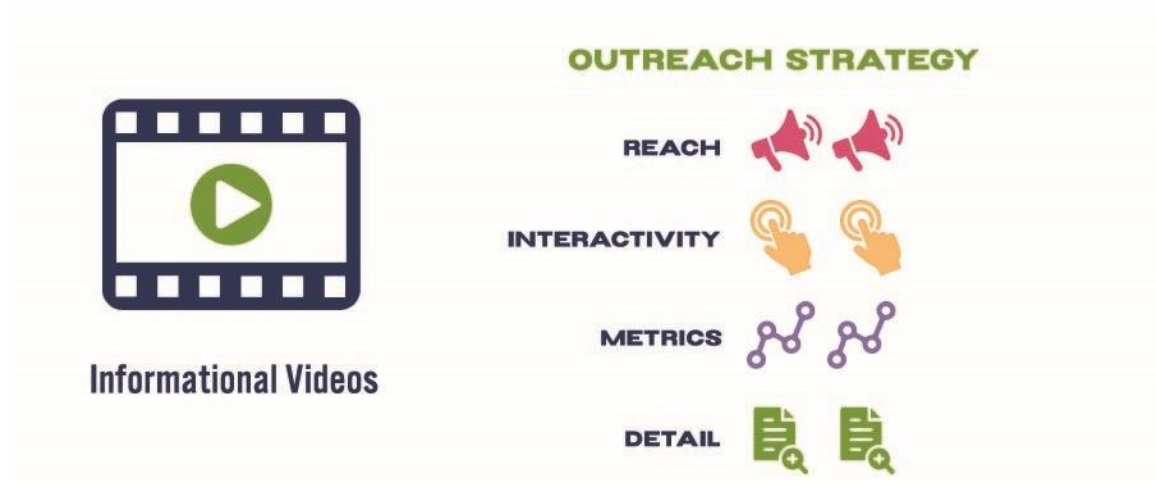 OUTREACH STRATEGY
REACH
INTERACTIVITY
METRICS
DETAIL
Informational Videos